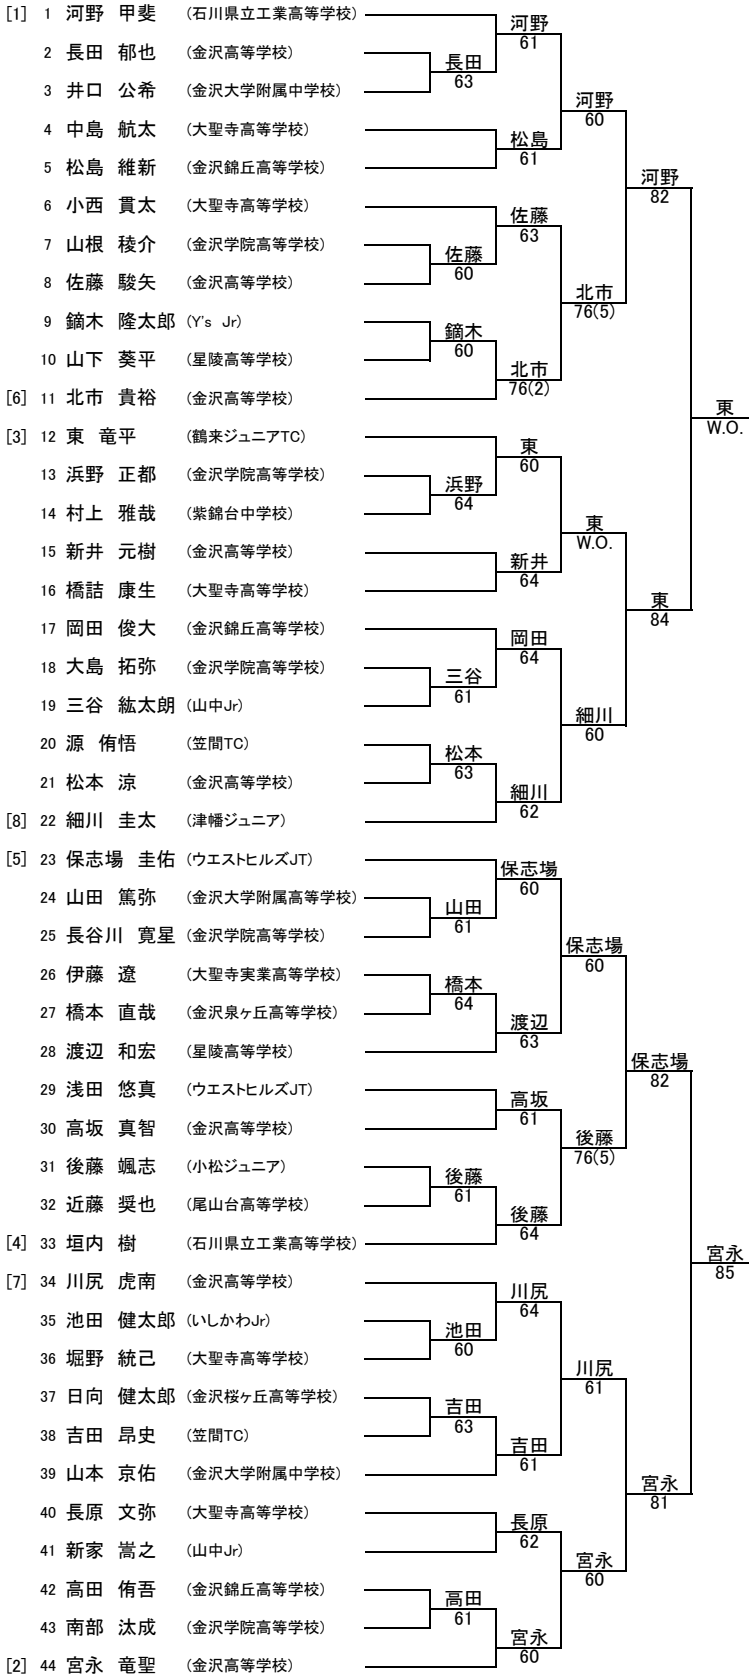 [1] 1 河野 甲斐 (石川県立工業高等学校)
河野
61
2 長田 郁也 (金沢高等学校)
長田
63
3 井口 公希 (金沢大学附属中学校)
河野
60
4 中島 航太 (大聖寺高等学校)
松島
61
5 松島 維新 (金沢錦丘高等学校)
河野
82
6 小西 貫太 (大聖寺高等学校)
佐藤
63
7 山根 稜介 (金沢学院高等学校)
佐藤
60
8 佐藤 駿矢 (金沢高等学校)
北市
76(5)
9 鏑木 隆太郎 (Y's Jr)
鏑木
60
10 山下 葵平 (星陵高等学校)
北市
76(2)
[6] 11 北市 貴裕 (金沢高等学校)
東
W.O.
[3] 12 東 竜平 (鶴来ジュニアTC)
東
60
13 浜野 正都 (金沢学院高等学校)
浜野
64
14 村上 雅哉 (紫錦台中学校)
東
W.O.
15 新井 元樹 (金沢高等学校)
新井
64
16 橋詰 康生 (大聖寺高等学校)
東
84
17 岡田 俊大 (金沢錦丘高等学校)
岡田
64
18 大島 拓弥 (金沢学院高等学校)
三谷
61
19 三谷 紘太朗 (山中Jr)
細川
60
20 源 侑悟 (笠間TC)
松本
63
21 松本 涼 (金沢高等学校)
細川
62
[8] 22 細川 圭太 (津幡ジュニア)
[5] 23 保志場 圭佑 (ウエストヒルズJT)
保志場
60
24 山田 篤弥 (金沢大学附属高等学校)
山田
61
25 長谷川 寛星 (金沢学院高等学校)
保志場
60
26 伊藤 遼 (大聖寺実業高等学校)
橋本
64
27 橋本 直哉 (金沢泉ヶ丘高等学校)
渡辺
63
28 渡辺 和宏 (星陵高等学校)
保志場
82
29 浅田 悠真 (ウエストヒルズJT)
高坂
61
30 高坂 真智 (金沢高等学校)
後藤
76(5)
31 後藤 颯志 (小松ジュニア)
後藤
61
32 近藤 奨也 (尾山台高等学校)
後藤
64
[4] 33 垣内 樹 (石川県立工業高等学校)
宮永
85
[7] 34 川尻 虎南 (金沢高等学校)
川尻
64
35 池田 健太郎 (いしかわJr)
池田
60
36 堀野 統己 (大聖寺高等学校)
川尻
61
37 日向 健太郎 (金沢桜ヶ丘高等学校)
吉田
63
38 吉田 昂史 (笠間TC)
吉田
61
39 山本 京佑 (金沢大学附属中学校)
宮永
81
40 長原 文弥 (大聖寺高等学校)
長原
62
41 新家 嵩之 (山中Jr)
宮永
60
42 高田 侑吾 (金沢錦丘高等学校)
高田
61
43 南部 汰成 (金沢学院高等学校)
宮永
60
[2] 44 宮永 竜聖 (金沢高等学校)